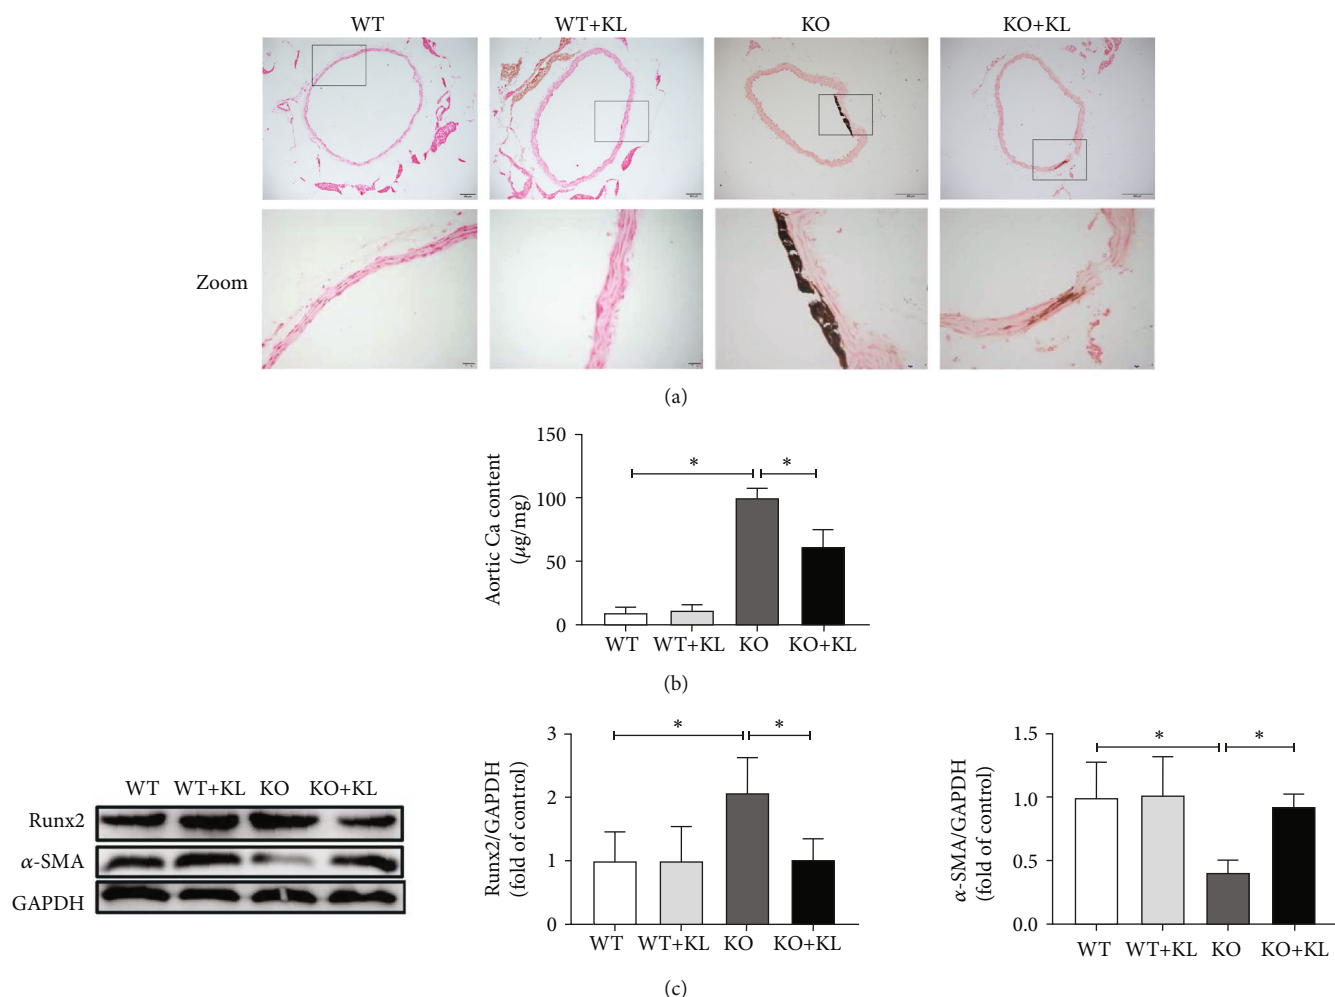 WT WT+KL KO KO+KL
Zoom
(a)
150
100
50
0
Aortic Ca content
(μg/mg)
* *
WT WT+KL KO KO+KL
(b)
WT WT+KL KO KO+KL
Runx2
α-SMA
GAPDH
3
2
1
0
Runx2/GAPDH
(fold of control)
* *
WT WT+KL KO KO+KL
1.5
1.0
0.5
0.0
α-SMA/GAPDH
(fold of control)
* *
WT WT+KL KO KO+KL
(c)